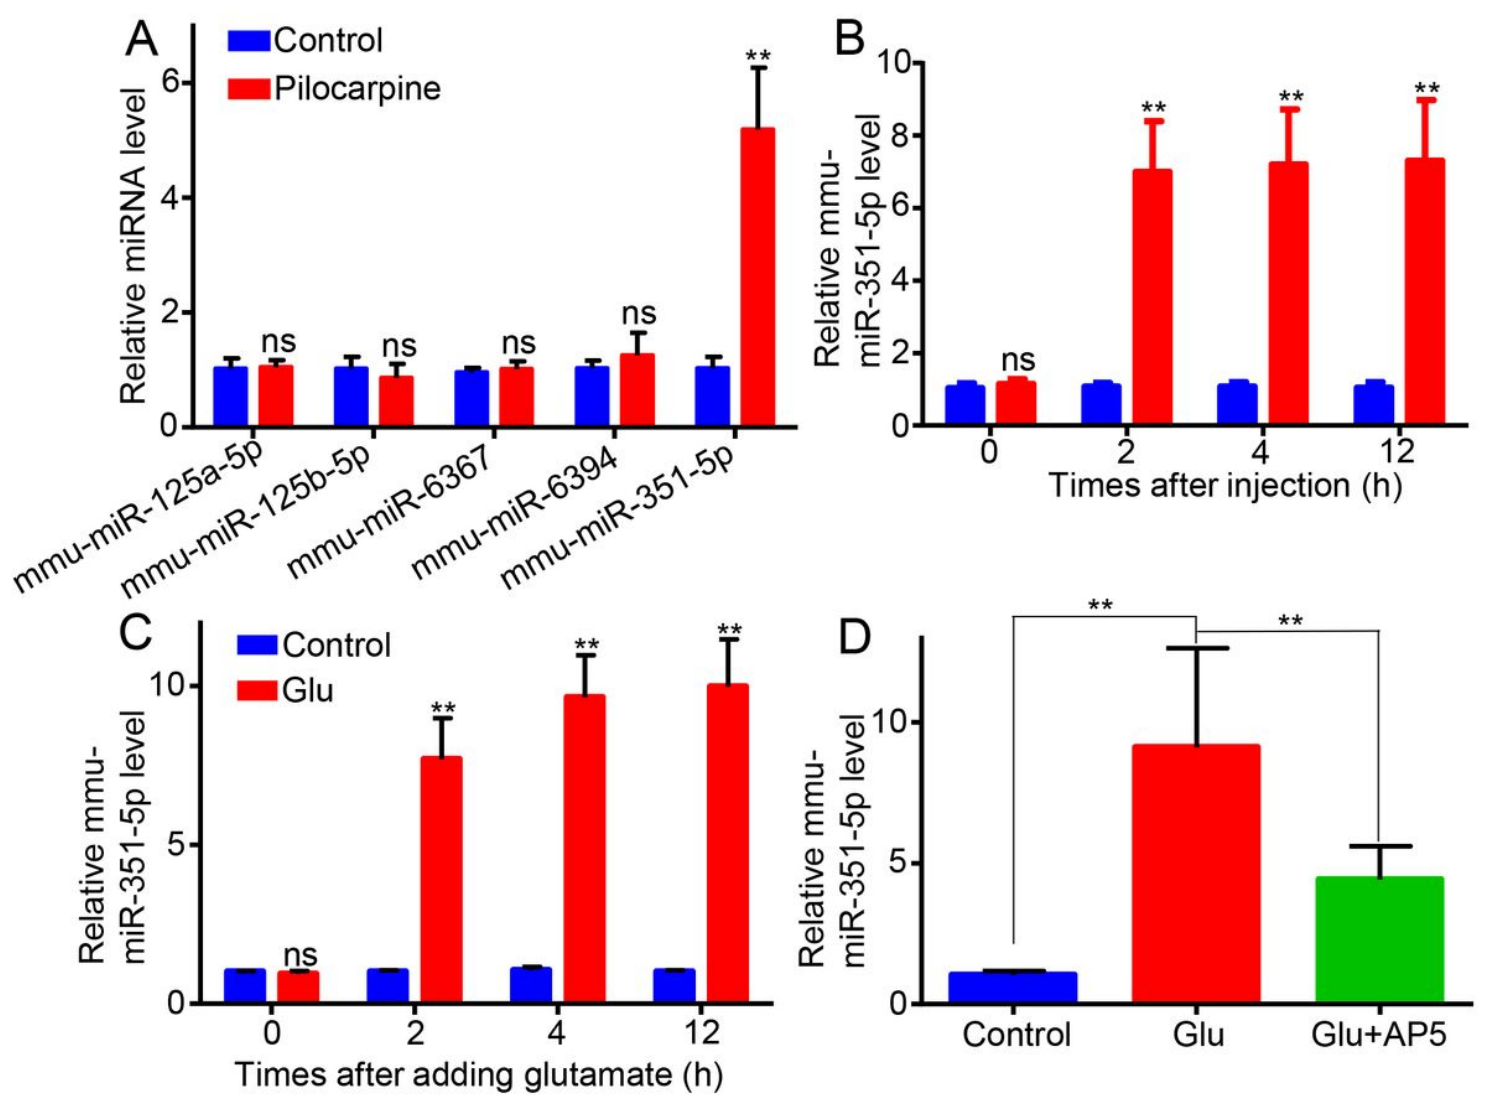 A
Control
Pilocarpine
Relative miRNA level
6
4
2
0
ns
ns
ns
ns
**
mmu-miR-125a-5p
mmu-miR-125b-5p
mmu-miR-6367
mmu-miR-6394
mmu-miR-351-5p
B
Relative mmu-
miR-351-5p level
10
8
6
4
2
0
ns
**
**
**
0
2
4
12
Times after injection (h)
C
Control
Glu
Relative mmu-
miR-351-5p level
10
5
0
ns
**
**
**
0
2
4
12
Times after adding glutamate (h)
D
Relative mmu-
miR-351-5p level
10
5
0
**
**
Control
Glu
Glu+AP5